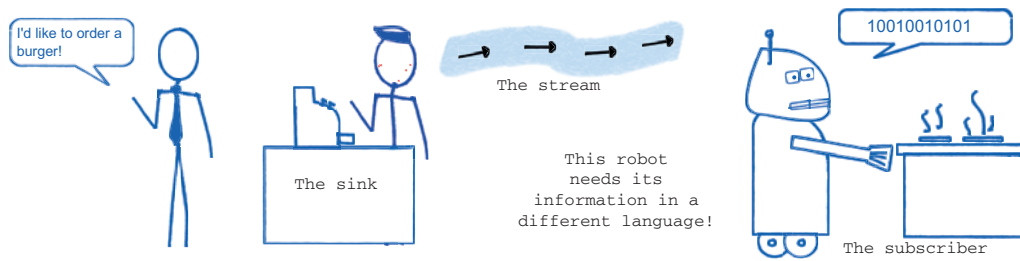 I'd like to order a
burger!
10010010101
The stream
The sink
This robot
needs its
information in a
different language!
The subscriber